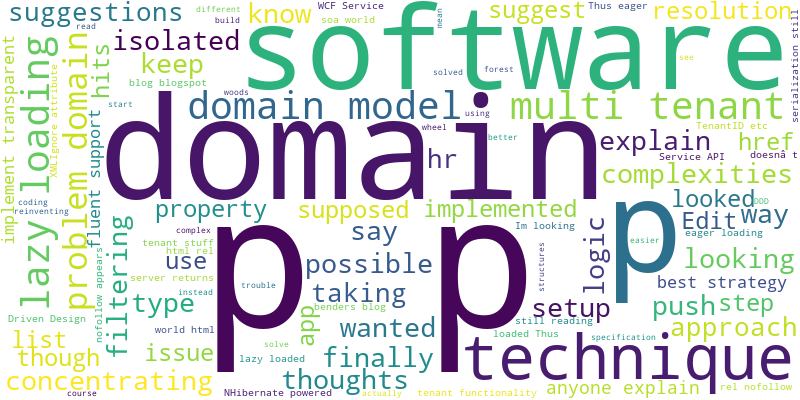 suggestions
software
know
WCF Service
soa world
different
build
Thus eager
suggest
resolution
read
mean
isolated
keep
hits
solved
forest
see
blog blogspot
woods
start
using
domain model
multi tenant
TenantID etc
serialization still
implement transparent
lazy loading
XMLIgnore attribute
problem domain
fluent support
domain
p
p
p
hr
wheel
better
explain
href
Service API
doesnâ t
complexities
coding
reinventing
property
supposed
implemented
looked
Edit
way
DDD
Im looking
eager loading
complex
tenant stuff
html rel
say
logic
easier
looking
nofollow appears
filtering
use
possible
structures
best strategy
server returns
instead
trouble
taking
type
setup
push
step
Driven Design
app
benders blog
wanted
still reading
approach
list
world html
loaded Thus
specification
though
issue
solve
lazy loaded
finally
technique
concentrating
thoughts
anyone explain
rel nofollow
course
NHibernate powered
actually
tenant functionality